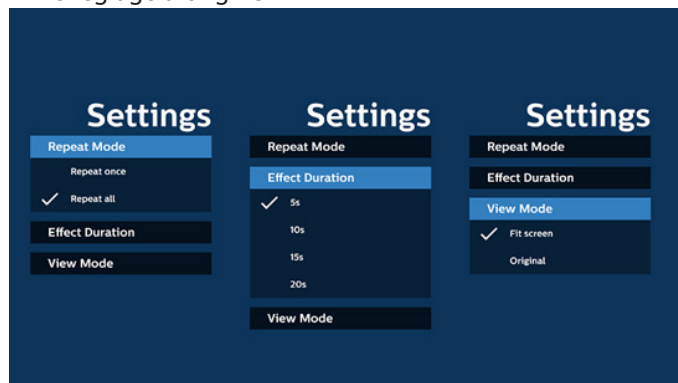 Settings
Repeat Mode
Repeat once
Repeat all
Effect Duration
View Mode
Settings
Repeat Mode
Effect Duration
5s
10s
15s
20s
View Mode
Settings
Repeat Mode
Effect Duration
View Mode
Fit screen
Original